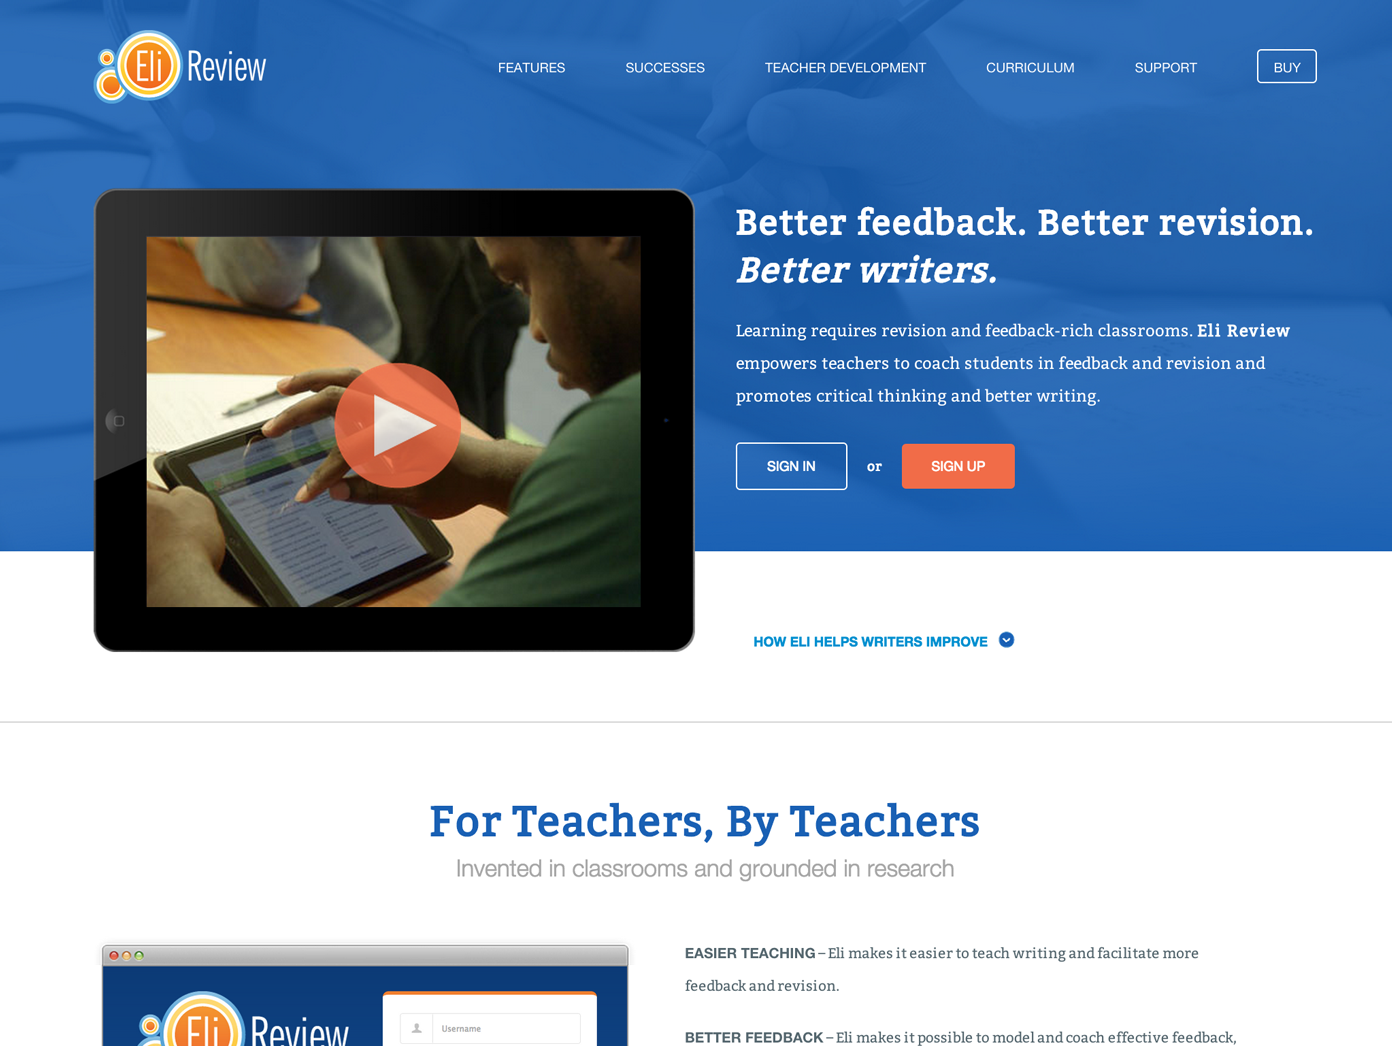 Eli Review
FEATURES
SUCCESSES
TEACHER DEVELOPMENT
CURRICULUM
SUPPORT
BUY
Better feedback. Better revision.
Better writers.
Learning requires revision and feedback-rich classrooms. Eli Review
empowers teachers to coach students in feedback and revision and
promotes critical thinking and better writing.
SIGN IN
or
SIGN UP
HOW ELI HELPS WRITERS IMPROVE
For Teachers, By Teachers
Invented in classrooms and grounded in research
EASIER TEACHING – Eli makes it easier to teach writing and facilitate more
feedback and revision.
Eli Review
Username
BETTER FEEDBACK – Eli makes it possible to model and coach effective feedback,